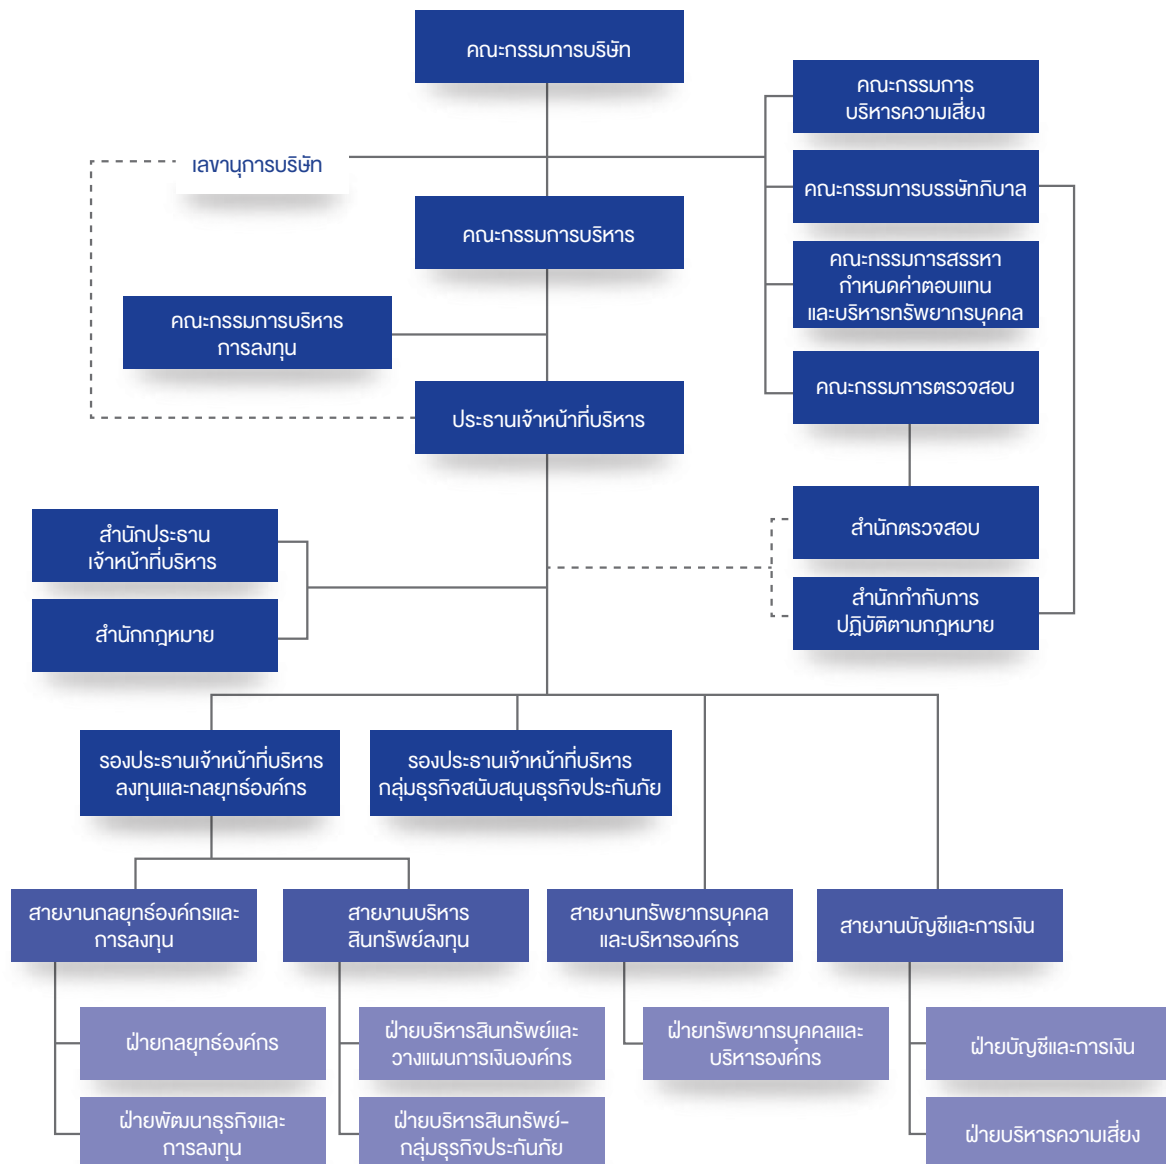 คณะกรรมการบริษัท
คณะกรรมการ
บริหารความเสี่ยง
เลขานุการบริษัท
คณะกรรมการบรรษัทภิบาล
คณะกรรมการบริหาร
คณะกรรมการสรรหา
กำหนดค่าตอบแทน
และบริหารทรัพยากรบุคคล
คณะกรรมการบริหาร
การลงทุน
คณะกรรมการตรวจสอบ
ประธานเจ้าหน้าที่บริหาร
สำนักตรวจสอบ
สำนักประธาน
เจ้าหน้าที่บริหาร
สำนักกำกับการ
ปฏิบัติตามกฎหมาย
สำนักกฎหมาย
รองประธานเจ้าหน้าที่บริหาร
ลงทุนและกลยุทธ์องค์กร
รองประธานเจ้าหน้าที่บริหาร
กลุ่มธุรกิจสนับสนุนธุรกิจประกันภัย
สายงานกลยุทธ์องค์กรและ
การลงทุน
สายงานบริหาร
สินทรัพย์ลงทุน
สายงานทรัพยากรบุคคล
และบริหารองค์กร
สายงานบัญชีและการเงิน
ฝ่ายกลยุทธ์องค์กร
ฝ่ายบริหารสินทรัพย์และ
วางแผนการเงินองค์กร
ฝ่ายทรัพยากรบุคคลและ
บริหารองค์กร
ฝ่ายบัญชีและการเงิน
ฝ่ายพัฒนาธุรกิจและ
การลงทุน
ฝ่ายบริหารสินทรัพย์-
กลุ่มธุรกิจประกันภัย
ฝ่ายบริหารความเสี่ยง